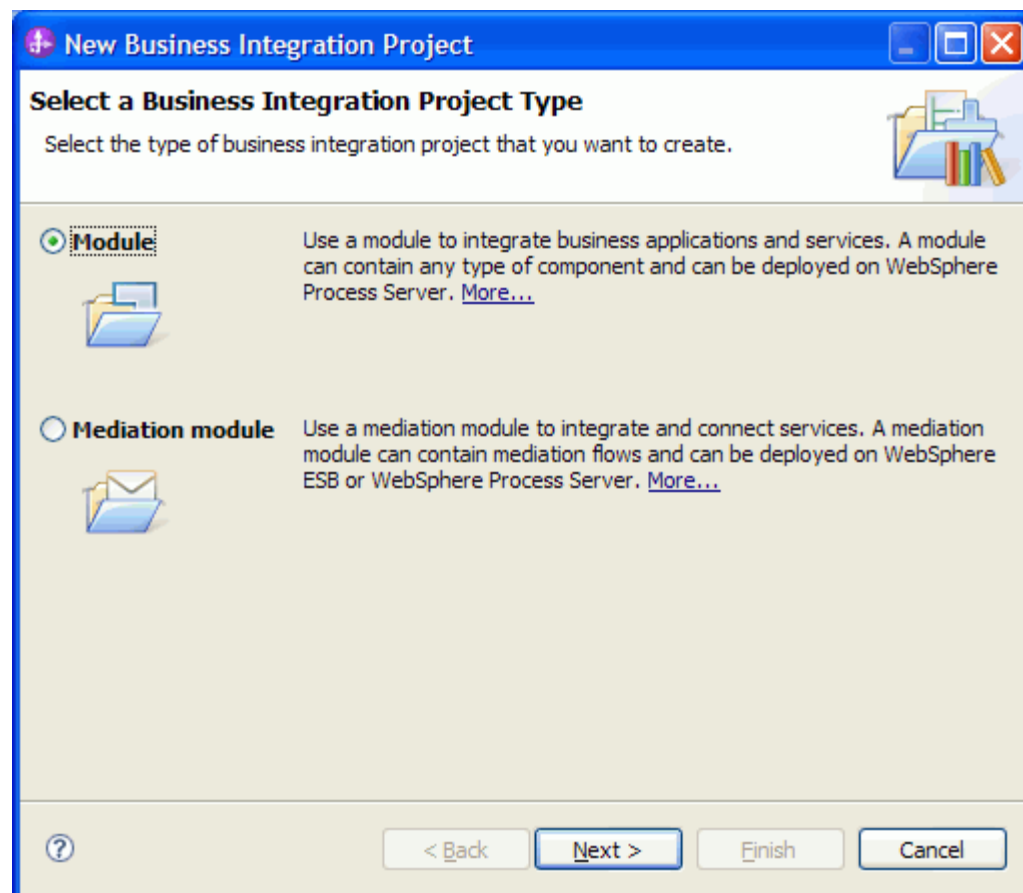 New Business Integration Project
Select a Business Integration Project Type
Select the type of business integration project that you want to create.
Module
Use a module to integrate business applications and services. A module
can contain any type of component and can be deployed on WebSphere
Process Server. More...
Mediation module
Use a mediation module to integrate and connect services. A mediation
module can contain mediation flows and can be deployed on WebSphere
ESB or WebSphere Process Server. More...
? < Back Next > Finish Cancel